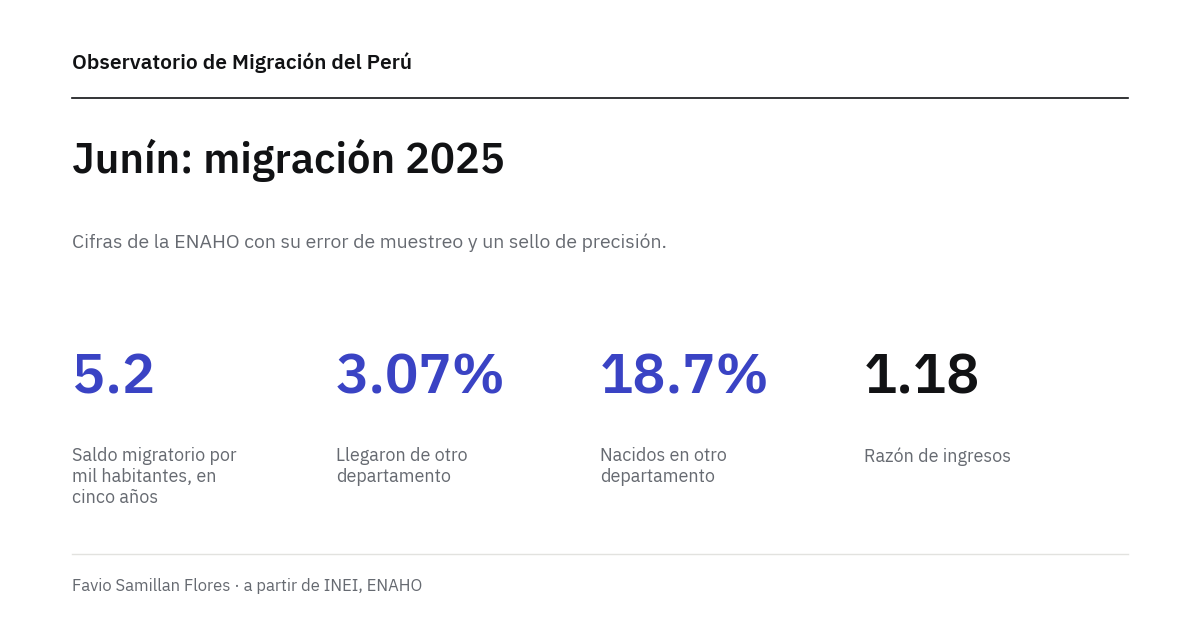 Observatorio de Migración del Perú
Junín: migración 2025
Cifras de la ENAHO con su error de muestreo y un sello de precisión.
5.2
Saldo migratorio por
mil habitantes, en
cinco años
3.07%
Llegaron de otro
departamento
18.7%
Nacidos en otro
departamento
1.18
Razón de ingresos
Favio Samillan Flores · a partir de INEI, ENAHO